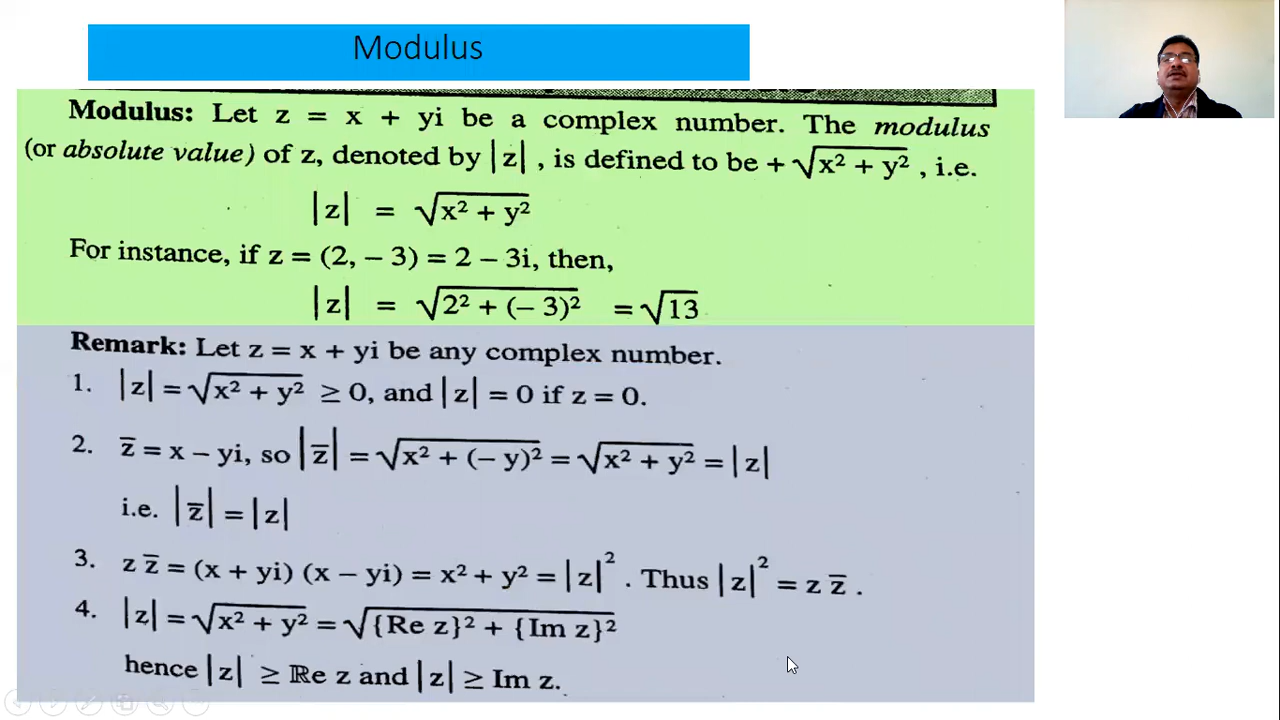 Modulus
Modulus: Let z = x + yi be a complex number. The modulus
(or absolute value) of z, denoted by |z| , is defined to be + √(x² + y²) , i.e.
|z| = √(x² + y²)
For instance, if z = (2, – 3) = 2 – 3i, then,
|z| = √(2² + (– 3)²) = √13
Remark: Let z = x + yi be any complex number.
1. |z| = √(x² + y²) ≥ 0, and |z| = 0 if z = 0.
2. z̅ = x – yi, so |z̅| = √(x² + (– y)²) = √(x² + y²) = |z|
i.e. |z̅| = |z|
3. z z̅ = (x + yi) (x – yi) = x² + y² = |z|² . Thus |z|² = z z̅ .
4. |z| = √(x² + y²) = √({Re z}² + {Im z}²)
hence |z| ≥ ℝe z and |z| ≥ Im z.